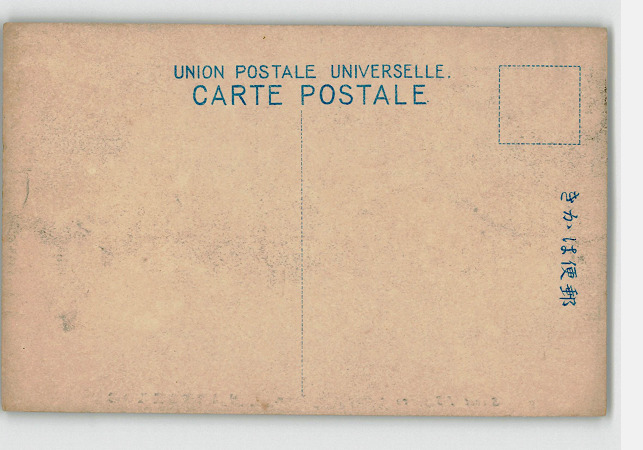 UNION POSTALE UNIVERSELLE.
CARTE POSTALE
きかは便郵